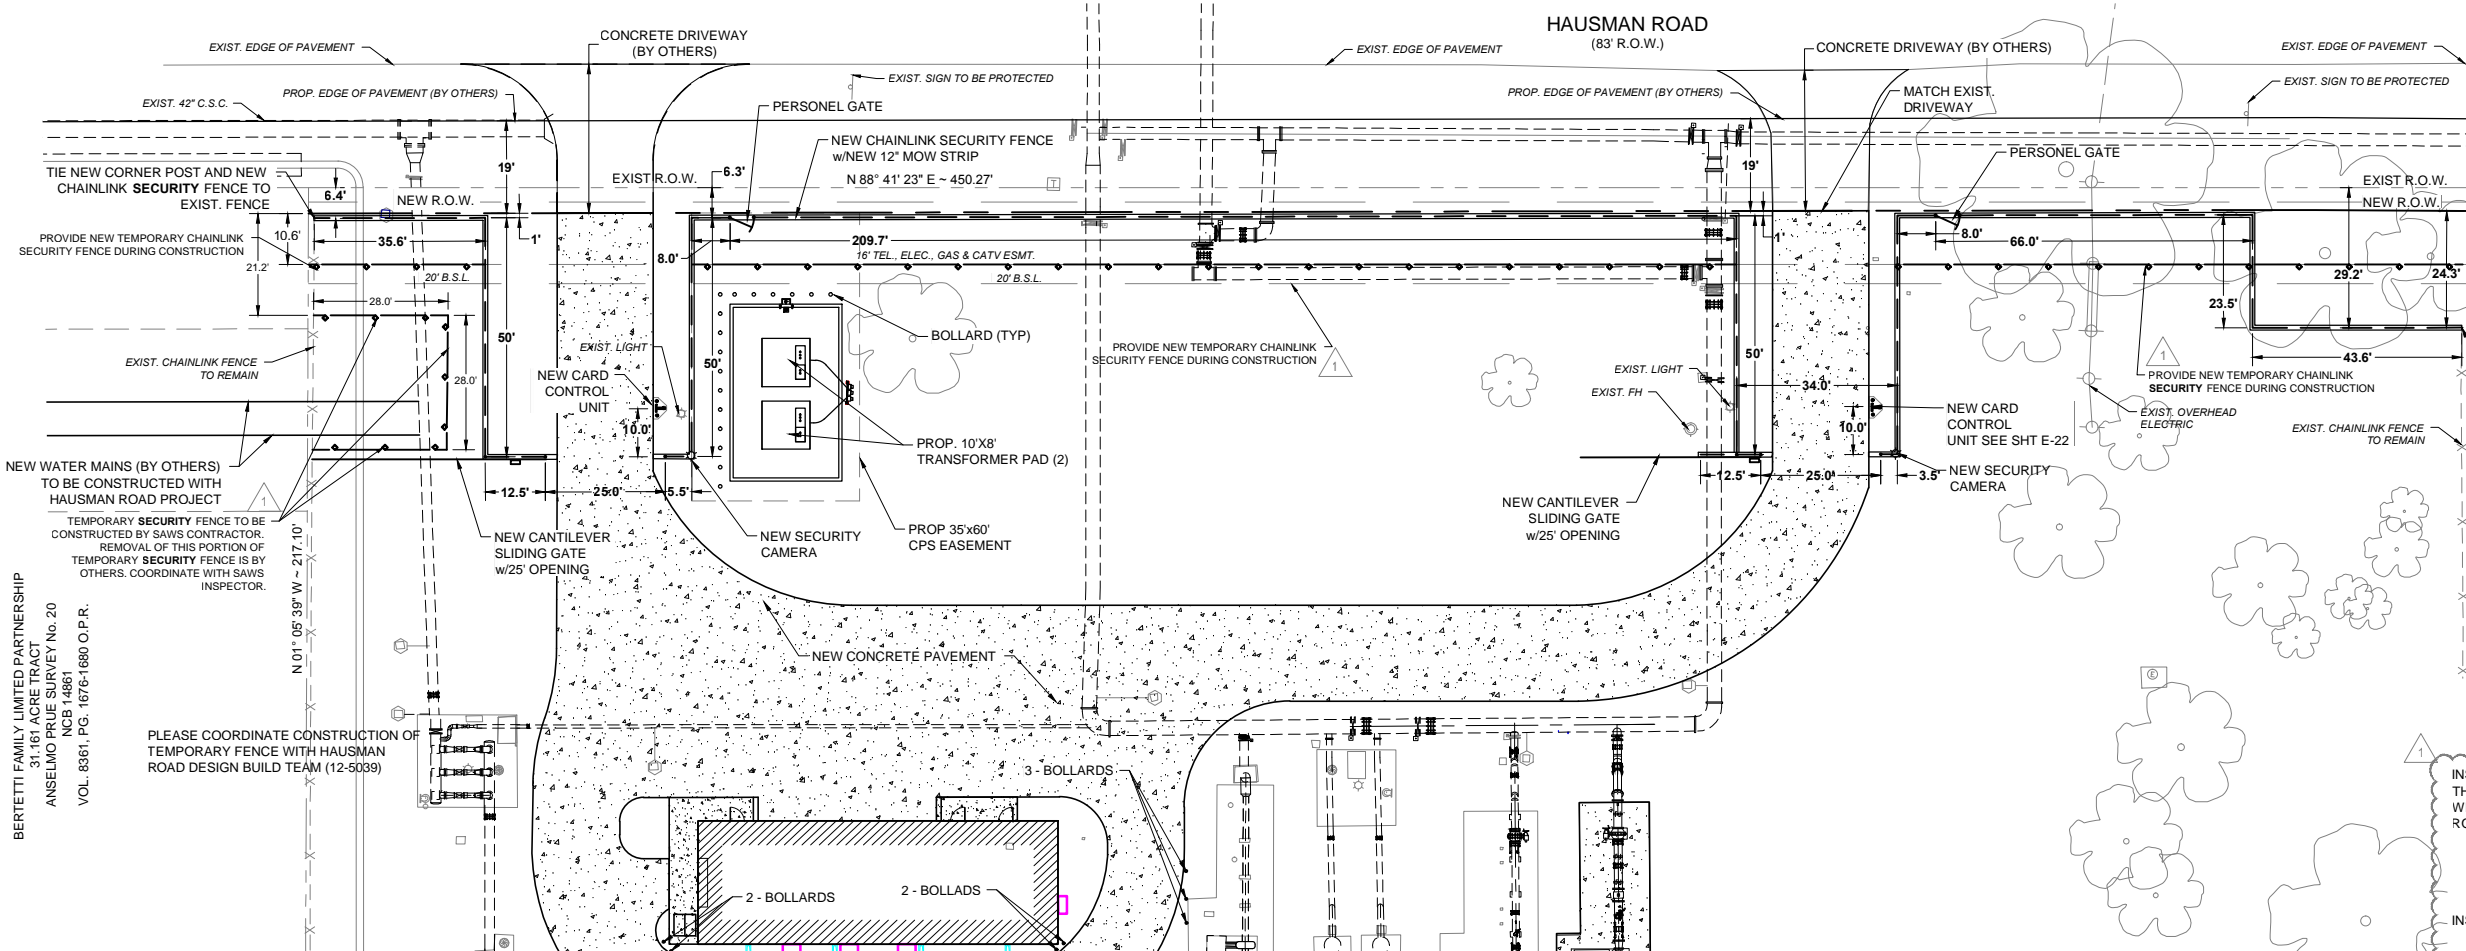 HAUSMAN ROAD
(83' R.O.W.)
EXIST. EDGE OF PAVEMENT
CONCRETE DRIVEWAY
(BY OTHERS)
EXIST. SIGN TO BE PROTECTED
EXIST. EDGE OF PAVEMENT
CONCRETE DRIVEWAY (BY OTHERS)
EXIST. EDGE OF PAVEMENT
EXIST. SIGN TO BE PROTECTED
EXIST. 42" C.S.C.
PROP. EDGE OF PAVEMENT (BY OTHERS)
PERSONEL GATE
PROP. EDGE OF PAVEMENT (BY OTHERS)
MATCH EXIST.
DRIVEWAY
NEW CHAINLINK SECURITY FENCE
w/NEW 12" MOW STRIP
N 88° 41' 23" E ~ 450.27'
PERSONEL GATE
TIE NEW CORNER POST AND NEW
CHAINLINK SECURITY FENCE TO
EXIST. FENCE
6.4'
19'
EXIST R.O.W.
6.3'
T
19'
EXIST R.O.W.
NEW R.O.W.
NEW R.O.W.
PROVIDE NEW TEMPORARY CHAINLINK
SECURITY FENCE DURING CONSTRUCTION
10.6'
21.2'
35.6'
1'
8.0'
209.7'
16' TEL., ELEC., GAS & CATV ESMT.
1'
8.0'
66.0'
20' B.S.L.
20' B.S.L.
29.2'
24.3'
23.5'
28.0'
28.0'
50'
EXIST. LIGHT
50'
BOLLARD (TYP)
PROVIDE NEW TEMPORARY CHAINLINK
SECURITY FENCE DURING CONSTRUCTION
1
50'
34.0'
1
43.6'
PROVIDE NEW TEMPORARY CHAINLINK
SECURITY FENCE DURING CONSTRUCTION
EXIST. CHAINLINK FENCE
TO REMAIN
NEW CARD
CONTROL
UNIT
10.0'
EXIST. LIGHT
EXIST. FH
10.0'
NEW CARD
CONTROL
UNIT SEE SHT E-22
EXIST. OVERHEAD
ELECTRIC
EXIST. CHAINLINK FENCE
TO REMAIN
PROP. 10'X8'
TRANSFORMER PAD (2)
NEW WATER MAINS (BY OTHERS)
TO BE CONSTRUCTED WITH
HAUSMAN ROAD PROJECT
1
12.5'
25.0'
5.5'
12.5'
25.0'
3.5'
NEW SECURITY
CAMERA
TEMPORARY SECURITY FENCE TO BE
CONSTRUCTED BY SAWS CONTRACTOR.
REMOVAL OF THIS PORTION OF
TEMPORARY SECURITY FENCE IS BY
OTHERS. COORDINATE WITH SAWS
INSPECTOR.
NEW CANTILEVER
SLIDING GATE
w/25' OPENING
NEW SECURITY
CAMERA
PROP 35'x60'
CPS EASEMENT
NEW CANTILEVER
SLIDING GATE
w/25' OPENING
N 01° 05' 39" W ~ 217.10'
BERTETTI FAMILY LIMITED PARTNERSHIP
31.161 ACRE TRACT
ANSELMO PRUE SURVEY No. 20
NCB 14861
VOL. 8361, PG. 1676-1680 O.P.R.
NEW CONCRETE PAVEMENT
E
PLEASE COORDINATE CONSTRUCTION OF
TEMPORARY FENCE WITH HAUSMAN
ROAD DESIGN BUILD TEAM (12-5039)
3 - BOLLARDS
1
2 - BOLLARDS
2 - BOLLADS